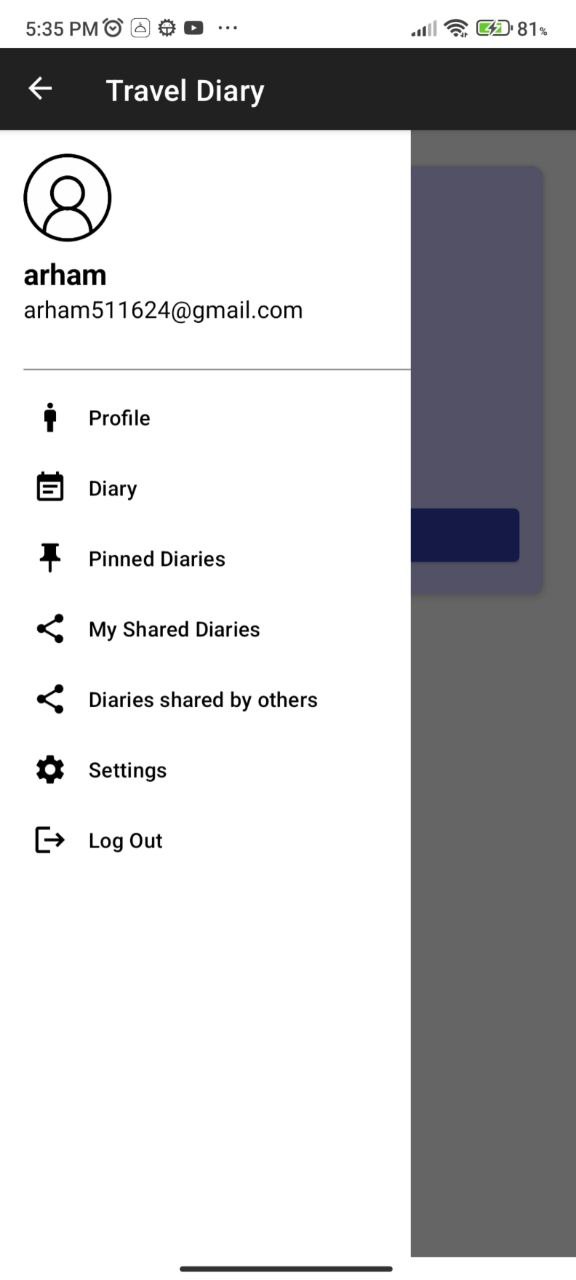 5:35 PM
81%
Travel Diary
arham
arham511624@gmail.com
Profile
Diary
Pinned Diaries
My Shared Diaries
Diaries shared by others
Settings
Log Out